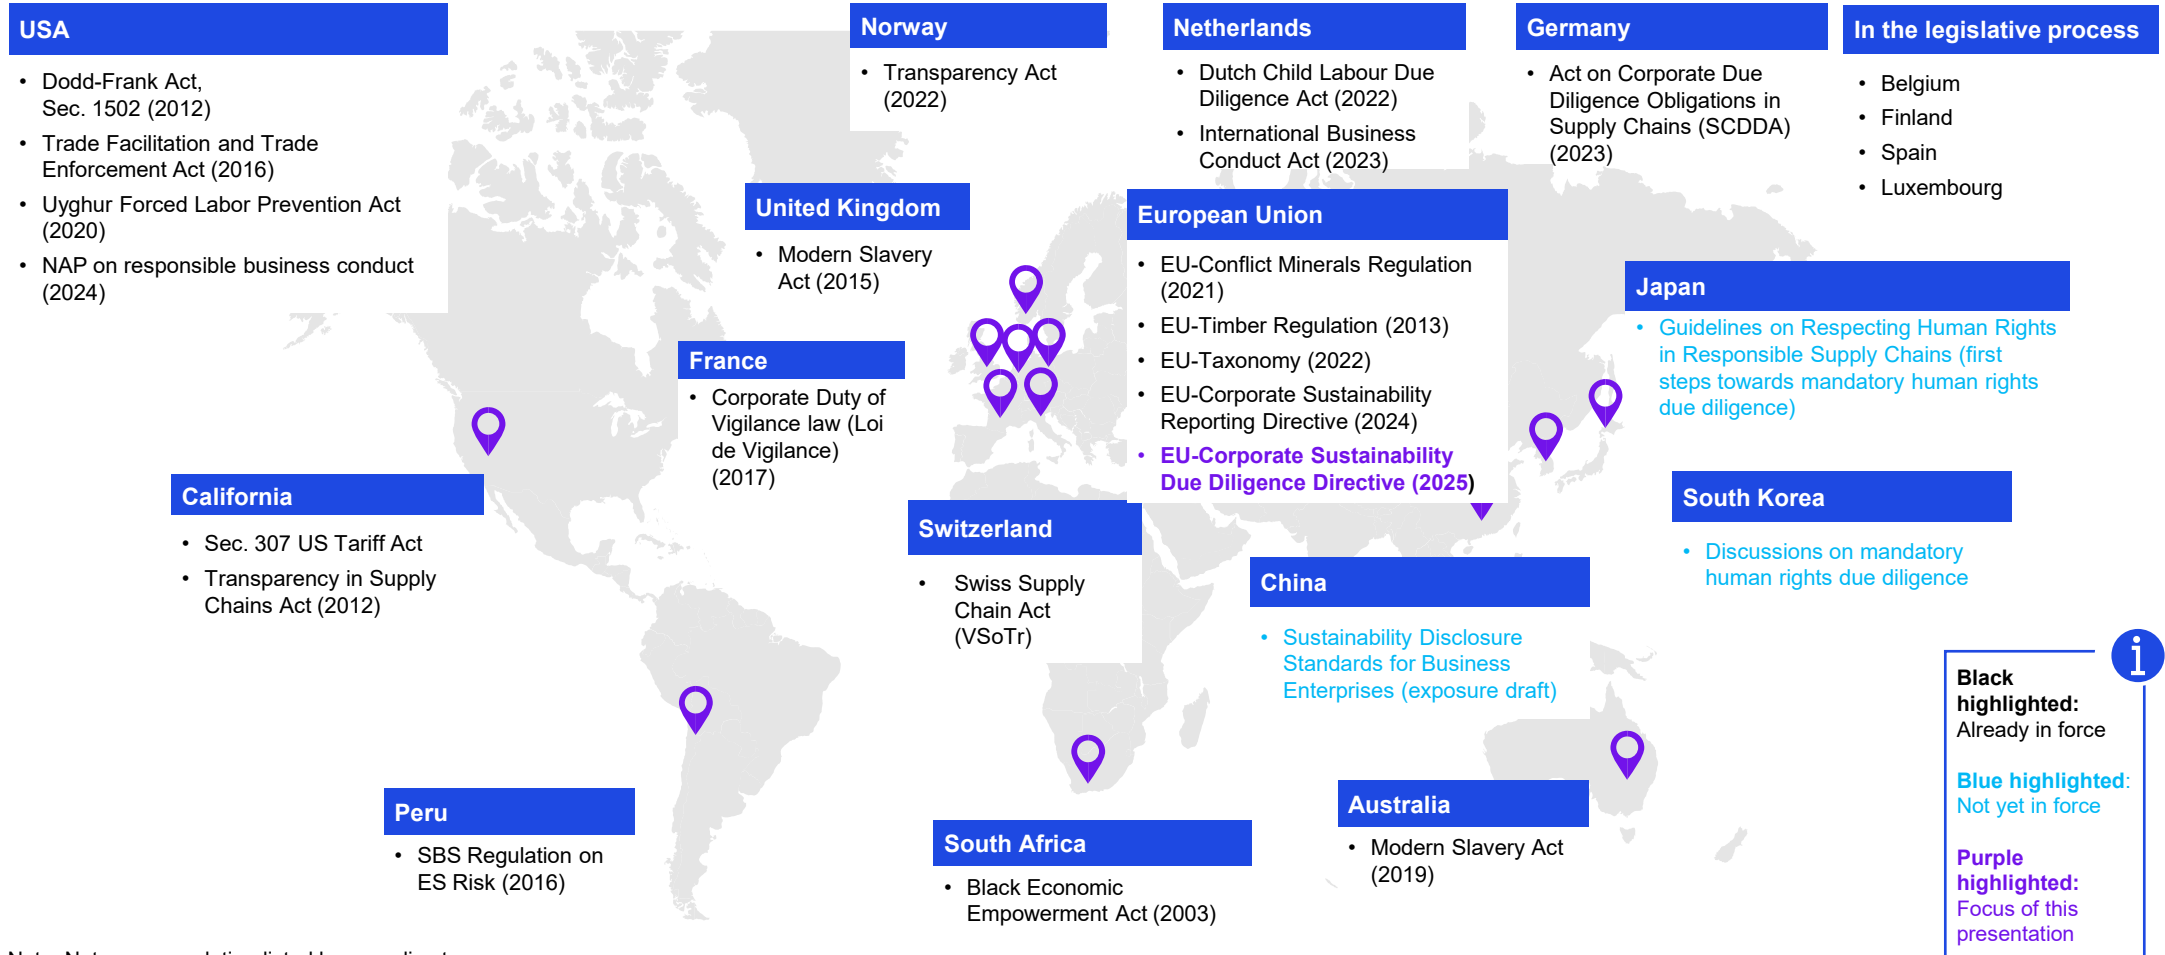 USA
• Dodd-Frank Act,
Sec. 1502 (2012)
• Trade Facilitation and Trade
Enforcement Act (2016)
• Uyghur Forced Labor Prevention Act
(2020)
• NAP on responsible business conduct
(2024)
Norway
• Transparency Act
(2022)
Netherlands
• Dutch Child Labour Due
Diligence Act (2022)
• International Business
Conduct Act (2023)
Germany
• Act on Corporate Due
Diligence Obligations in
Supply Chains (SCDDA)
(2023)
In the legislative process
• Belgium
• Finland
• Spain
• Luxembourg
United Kingdom
• Modern Slavery
Act (2015)
European Union
• EU-Conflict Minerals Regulation
(2021)
• EU-Timber Regulation (2013)
• EU-Taxonomy (2022)
• EU-Corporate Sustainability
Reporting Directive (2024)
• EU-Corporate Sustainability
Due Diligence Directive (2025)
Japan
• Guidelines on Respecting Human Rights
in Responsible Supply Chains (first
steps towards mandatory human rights
due diligence)
France
• Corporate Duty of
Vigilance law (Loi
de Vigilance)
(2017)
California
• Sec. 307 US Tariff Act
• Transparency in Supply
Chains Act (2012)
Switzerland
• Swiss Supply
Chain Act
(VSoTr)
South Korea
• Discussions on mandatory
human rights due diligence
China
• Sustainability Disclosure
Standards for Business
Enterprises (exposure draft)
Peru
• SBS Regulation on
ES Risk (2016)
South Africa
• Black Economic
Empowerment Act (2003)
Australia
• Modern Slavery Act
(2019)
i
Black
highlighted:
Already in force
Blue highlighted:
Not yet in force
Purple
highlighted:
Focus of this
presentation